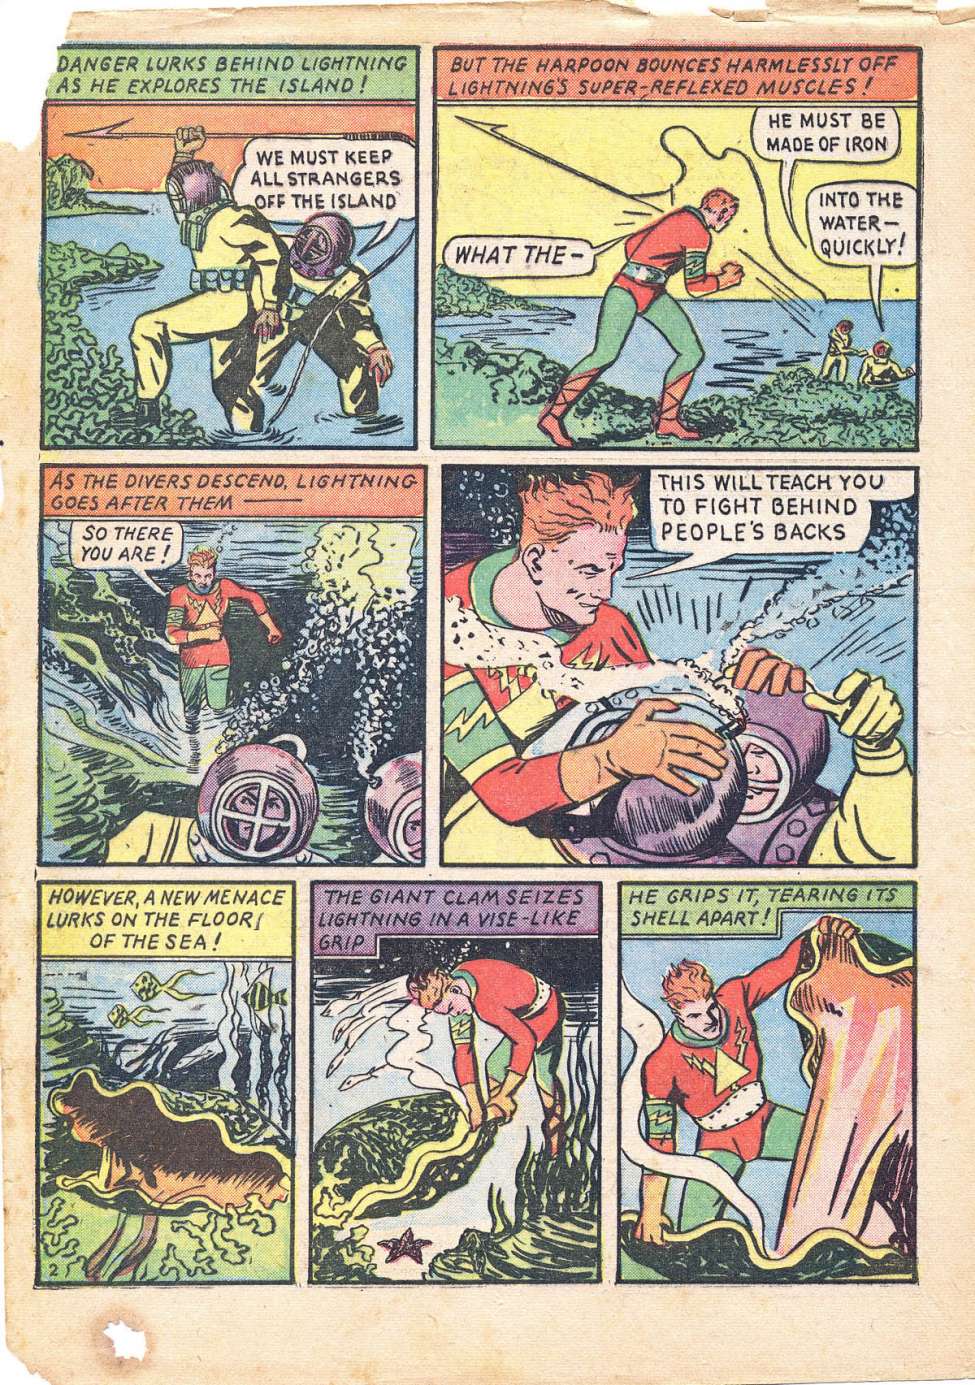 DANGER LURKS BEHIND LIGHTNING
AS HE EXPLORES THE ISLAND!
WE MUST KEEP
ALL STRANGERS
OFF THE ISLAND
BUT THE HARPOON BOUNCES HARMLESSLY OFF
LIGHTNING'S SUPER-REFLEXED MUSCLES!
WHAT THE—
HE MUST BE
MADE OF IRON
INTO THE
WATER—
QUICKLY!
AS THE DIVERS DESCEND, LIGHTNING
GOES AFTER THEM —
SO THERE
YOU ARE!
THIS WILL TEACH YOU
TO FIGHT BEHIND
PEOPLE'S BACKS
HOWEVER, A NEW MENACE
LURKS ON THE FLOOR
OF THE SEA!
2
THE GIANT CLAM SEIZES
LIGHTNING IN A VISE-LIKE
GRIP
HE GRIPS IT, TEARING ITS
SHELL APART!